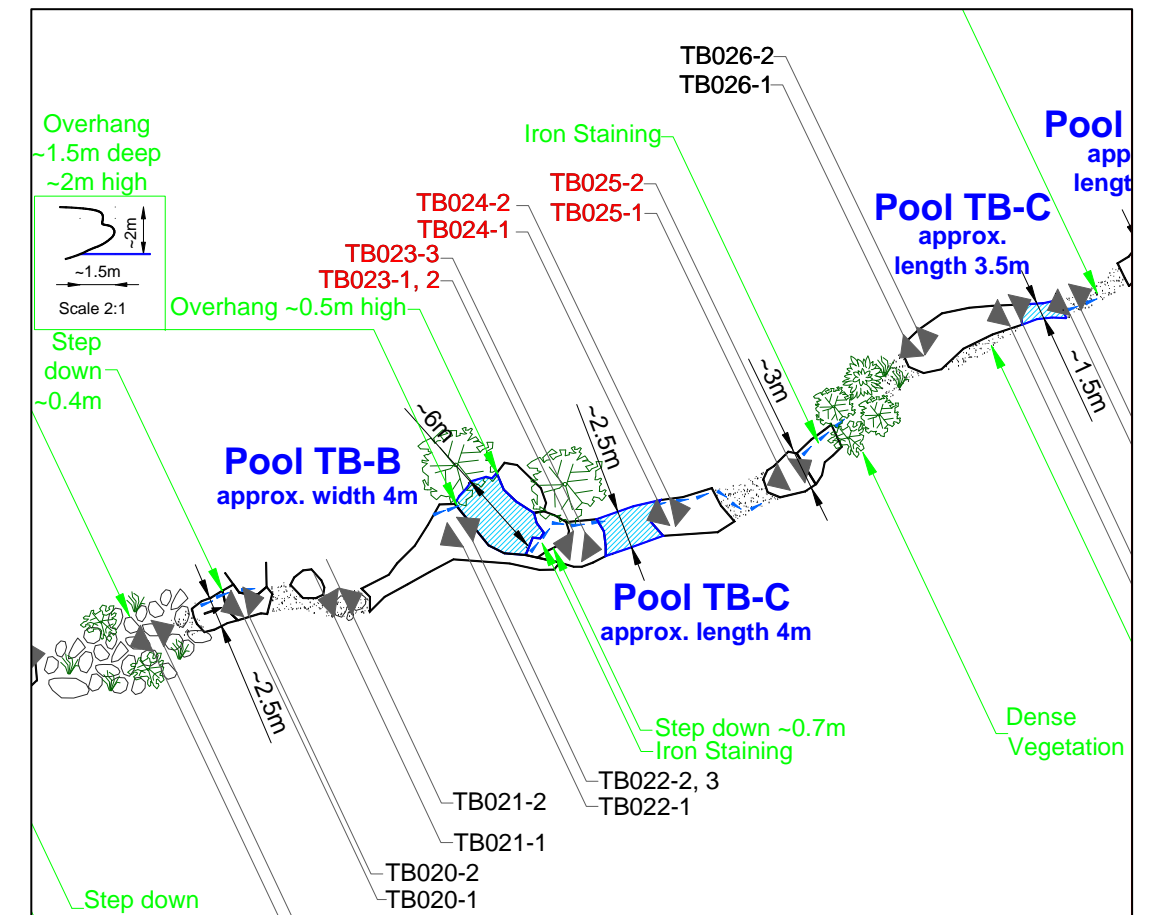 TB026-2
TB026-1
Overhang
~1.5m deep
~2m high
~2m
~1.5m
Scale 2:1
Iron Staining
Pool
app
lengt
TB025-2
TB025-1
TB024-2
TB024-1
TB023-3
TB023-1, 2
Overhang ~0.5m high
Pool TB-C
approx.
length 3.5m
Step
down
~0.4m
~6m
~2.5m
~3m
~1.5m
Pool TB-B
approx. width 4m
Pool TB-C
approx. length 4m
~2.5m
Step down ~0.7m
Iron Staining
Dense
Vegetation
TB022-2, 3
TB022-1
TB021-2
TB021-1
TB020-2
TB020-1
Step down